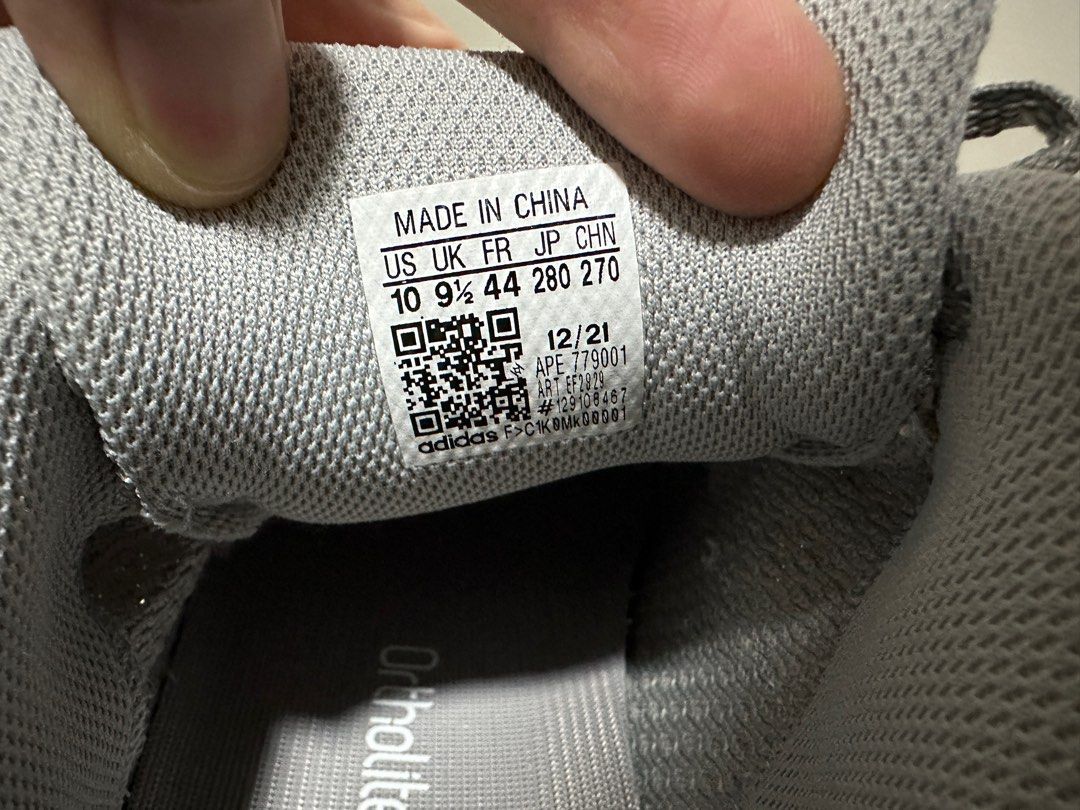 MADE IN CHINA
US UK FR JP CHN
10 9½ 44 280 270
12/21
APE 779001
ART EF2829
#129108467
adidas F>C1K0Mk00001
Ortholite